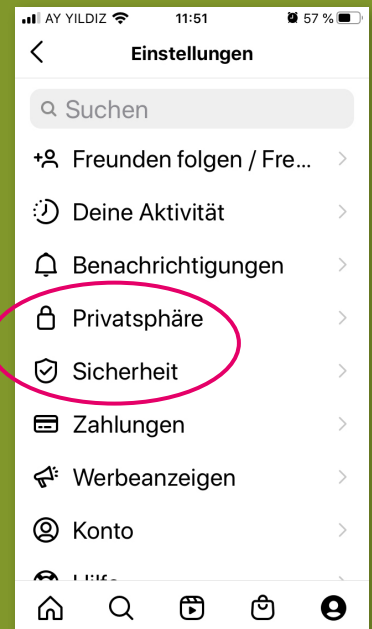 AY YILDIZ 11:51 57 %
Einstellungen
Suchen
Freunden folgen / Fre...
Deine Aktivität
Benachrichtigungen
Privatsphäre
Sicherheit
Zahlungen
Werbeanzeigen
Konto